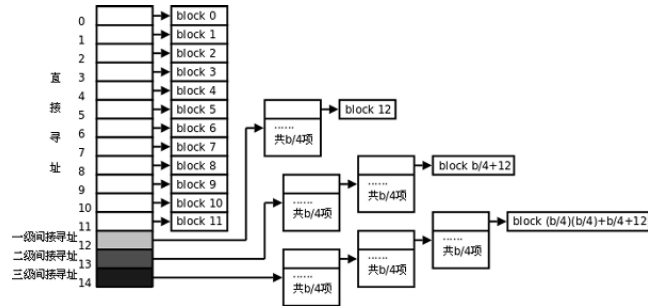 0 block 0
1 block 1
2 block 2
3 block 3
4 block 4
5 block 5
6 block 6
7 block 7
8 block 8
9 block 9
10 block 10
11 block 11
直接寻址
一级间接寻址 12
二级间接寻址 13
三级间接寻址 14
......
共b/4项
block 12
......
共b/4项
......
共b/4项
block b/4+12
......
共b/4项
......
共b/4项
......
共b/4项
block (b/4)(b/4)+b/4+12